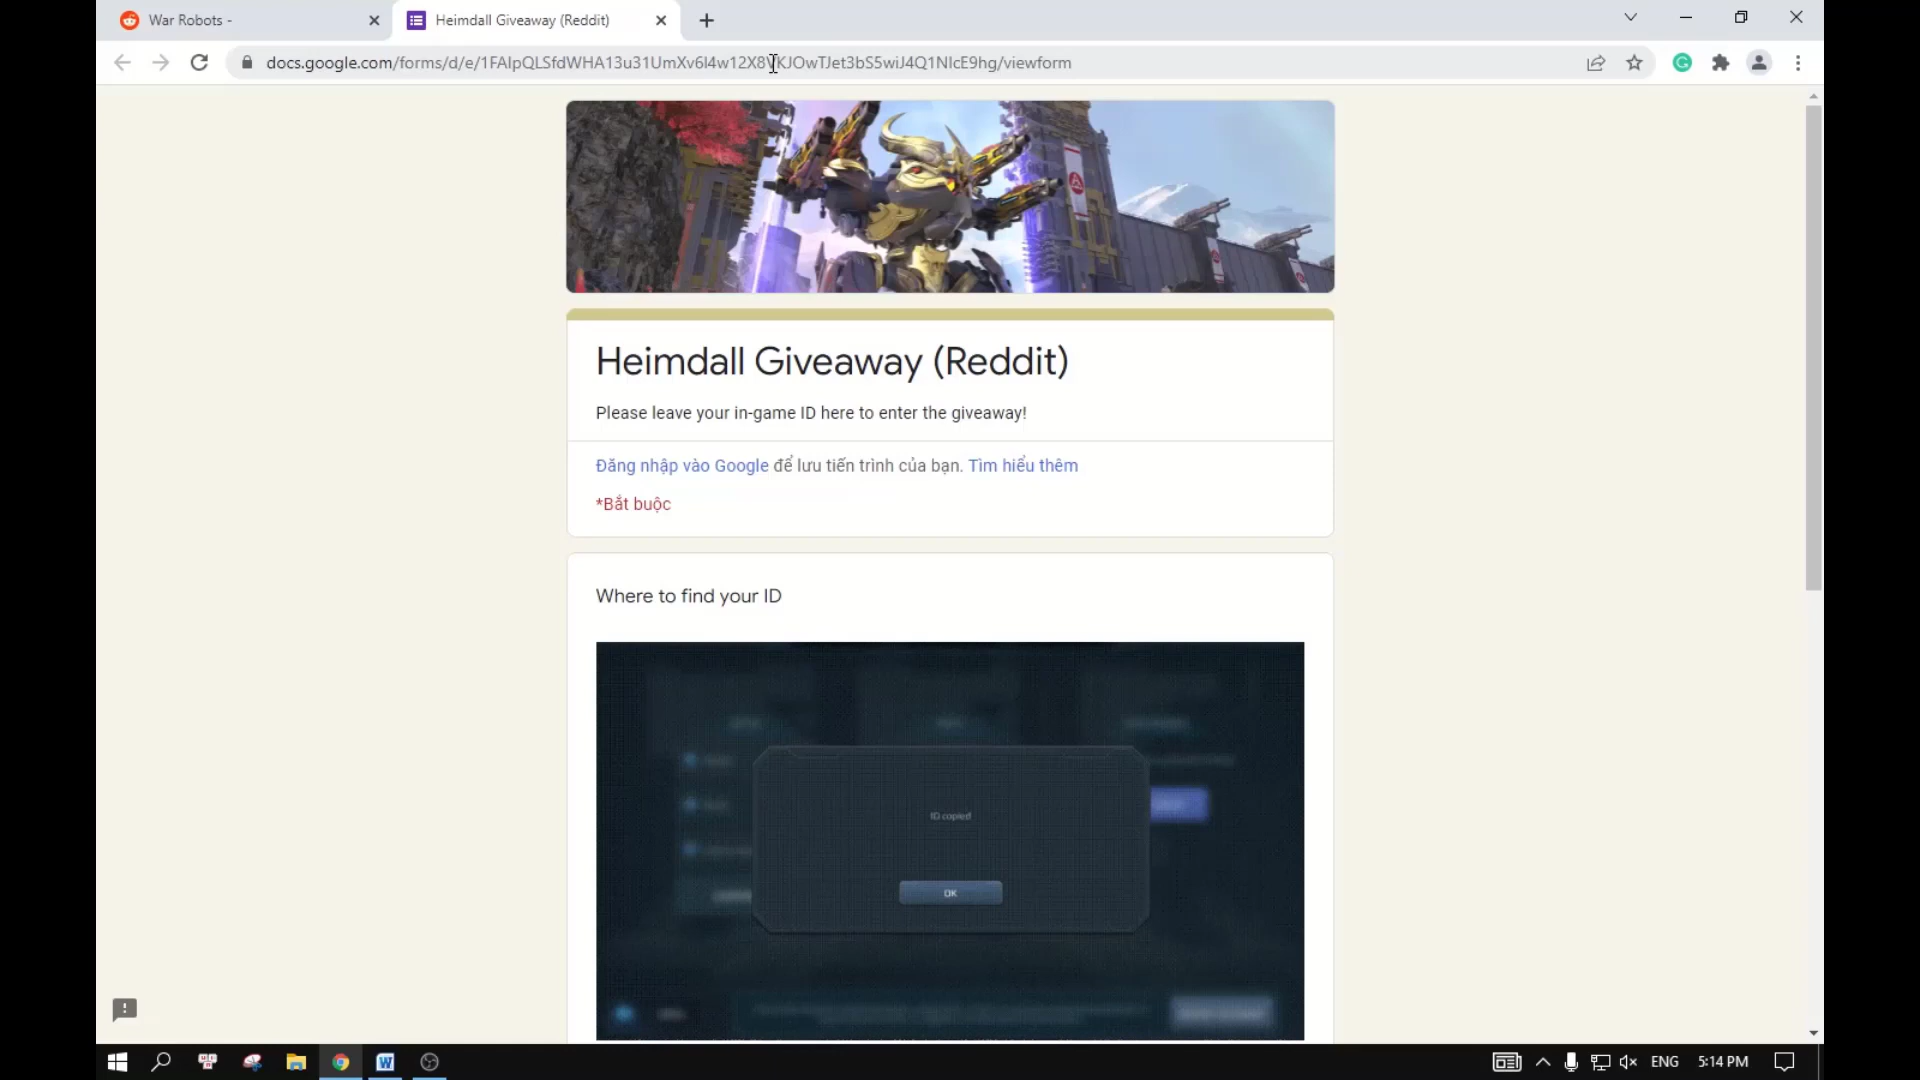 War Robots -
Heimdall Giveaway (Reddit)
docs.google.com/forms/d/e/1FAIpQLSfdWHA13u31UmXv6l4w12X8VKJOwTJet3bS5wiJ4Q1NIcE9hg/viewform
Heimdall Giveaway (Reddit)
Please leave your in-game ID here to enter the giveaway!
Đăng nhập vào Google để lưu tiến trình của bạn. Tìm hiểu thêm
*Bắt buộc
Where to find your ID
ID copied
OK
ENG
5:14 PM